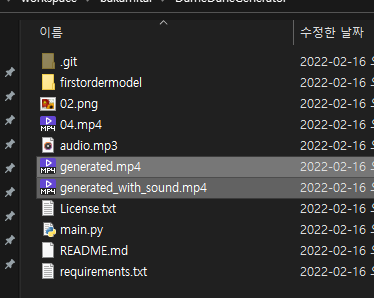 workspace > bakamitai > DameDaneGenerator
이름 수정한 날짜
.git 2022-02-16
firstordermodel 2022-02-16
02.png 2022-02-16
04.mp4 2022-02-16
audio.mp3 2022-02-16
generated.mp4 2022-02-16
generated_with_sound.mp4 2022-02-16
License.txt 2022-02-16
main.py 2022-02-16
README.md 2022-02-16
requirements.txt 2022-02-16